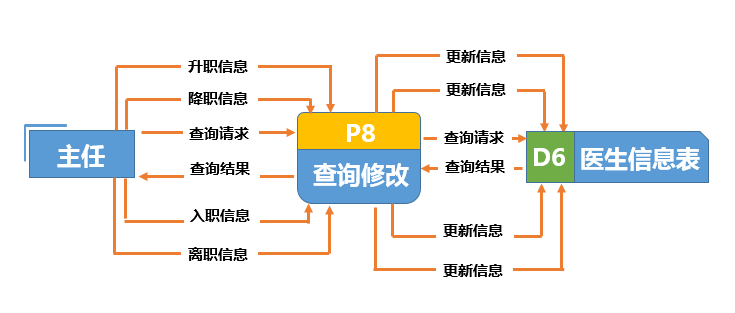 升职信息
更新信息
降职信息
更新信息
查询请求
P8
查询请求
主任
查询修改
D6
医生信息表
查询结果
查询结果
入职信息
更新信息
离职信息
更新信息